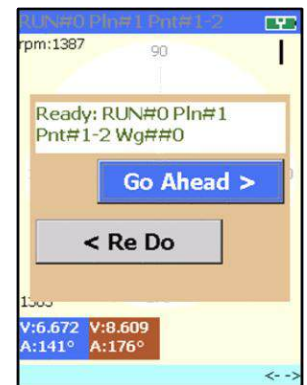 RUN#0 Pln#1 Pnt#1-2
rpm:1387
90
Ready: RUN#0 Pln#1
Pnt#1-2 Wg##0
Go Ahead >
< Re Do
V:6.672 V:8.609
A:141° A:176°
<- ->